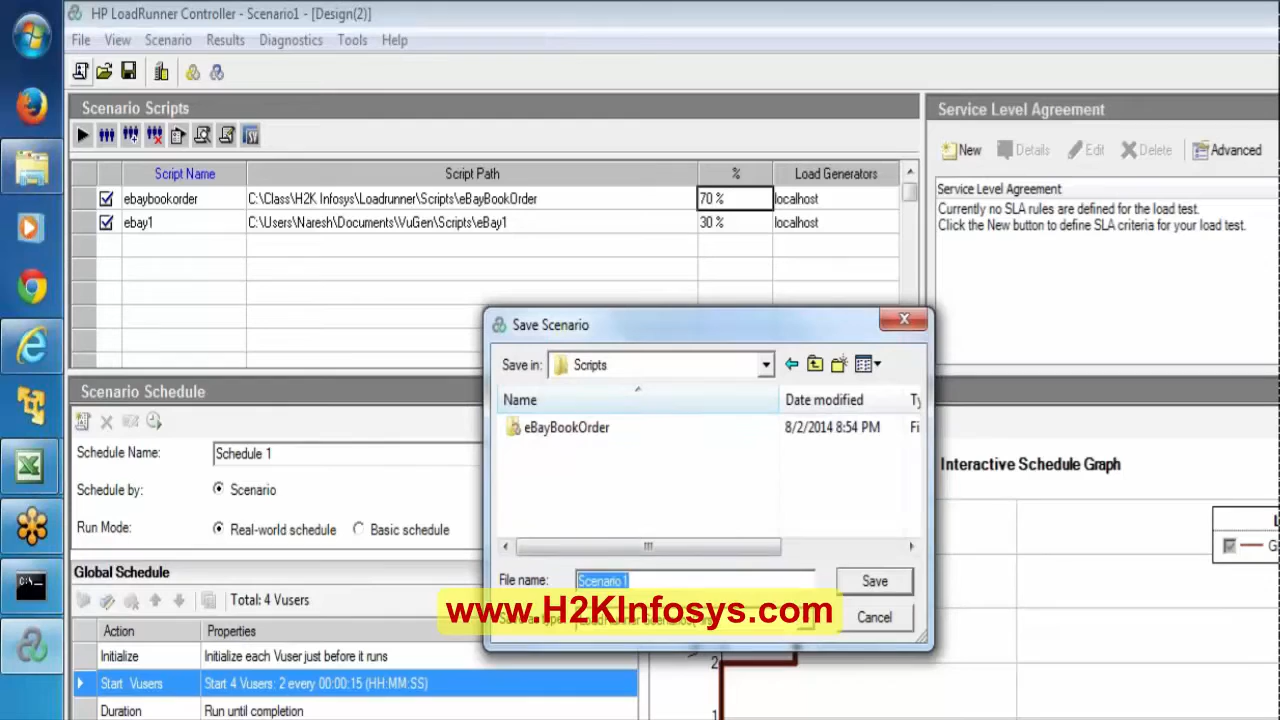 HP LoadRunner Controller - Scenario1 - [Design(2)]
File View Scenario Results Diagnostics Tools Help
Scenario Scripts
Script Name Script Path % Load Generators
ebaybookorder C:\Class\H2K Infosys\Loadrunner\Scripts\eBayBookOrder 70 % localhost
ebay1 C:\Users\Naresh\Documents\VuGen\Scripts\eBay1 30 % localhost
Service Level Agreement
New Details Edit Delete Advanced
Service Level Agreement
Currently no SLA rules are defined for the load test.
Click the New button to define SLA criteria for your load test.
Save Scenario
Save in: Scripts
Name Date modified Ty
eBayBookOrder 8/2/2014 8:54 PM Fi
File name: Scenario1 Save
Cancel
www.H2KInfosys.com
Scenario Schedule
Schedule Name: Schedule 1
Schedule by: Scenario
Run Mode: Real-world schedule Basic schedule
Global Schedule
Total: 4 Vusers
Action Properties
Initialize Initialize each Vuser just before it runs
Start Vusers Start 4 Vusers: 2 every 00:00:15 (HH:MM:SS)
Duration Run until completion
Interactive Schedule Graph
2
1